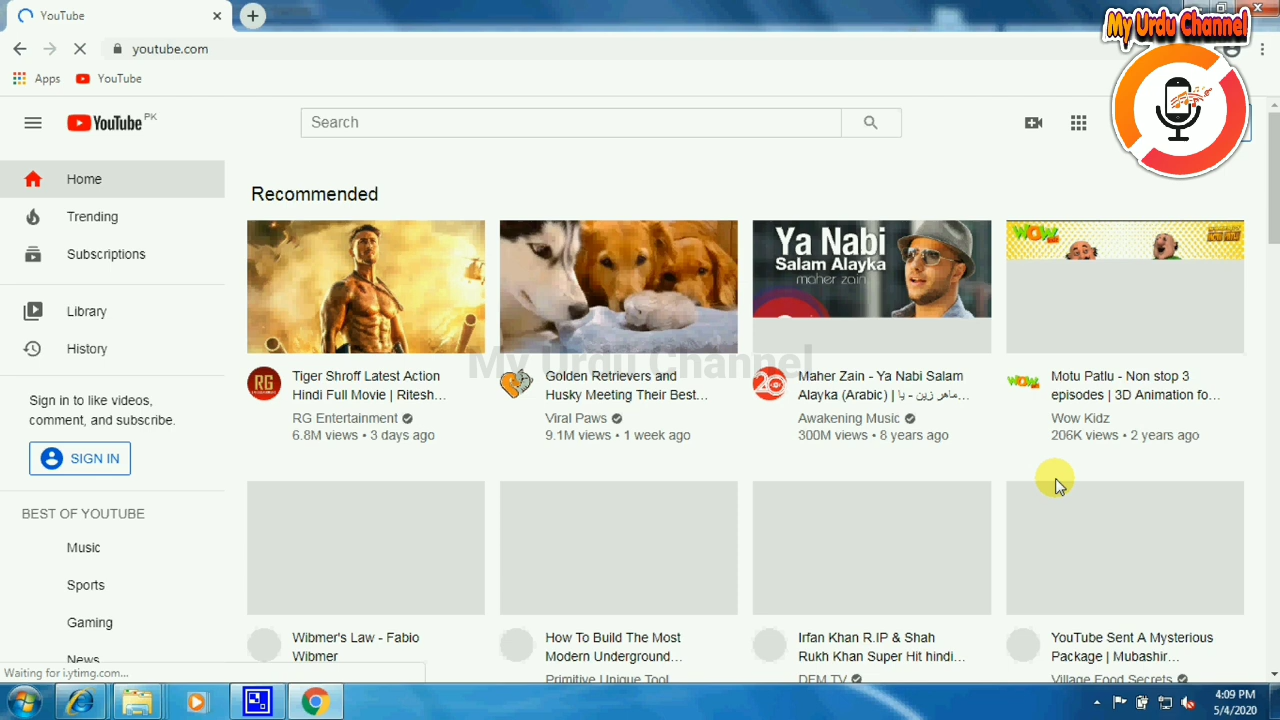 YouTube
My Urdu Channel
youtube.com
Apps
YouTube
YouTube PK
Search
Home
Trending
Subscriptions
Library
History
Sign in to like videos,
comment, and subscribe.
SIGN IN
BEST OF YOUTUBE
Music
Sports
Gaming
News
Recommended
Ya Nabi
Salam Alayka
maher zain
WOW
My Urdu Channel
RG
Tiger Shroff Latest Action
Hindi Full Movie | Ritesh...
RG Entertainment
6.8M views • 3 days ago
Golden Retrievers and
Husky Meeting Their Best...
Viral Paws
9.1M views • 1 week ago
20
Maher Zain - Ya Nabi Salam
Alayka (Arabic) | ماهر زين - يا...
Awakening Music
300M views • 8 years ago
WOW
Motu Patlu - Non stop 3
episodes | 3D Animation fo...
Wow Kidz
206K views • 2 years ago
Wibmer's Law - Fabio
Wibmer
How To Build The Most
Modern Underground...
Primitive Unique Tool
Irfan Khan R.IP & Shah
Rukh Khan Super Hit hindi...
DFM TV
YouTube Sent A Mysterious
Package | Mubashir...
Village Food Secrets
Waiting for i.ytimg.com...
4:09 PM
5/4/2020